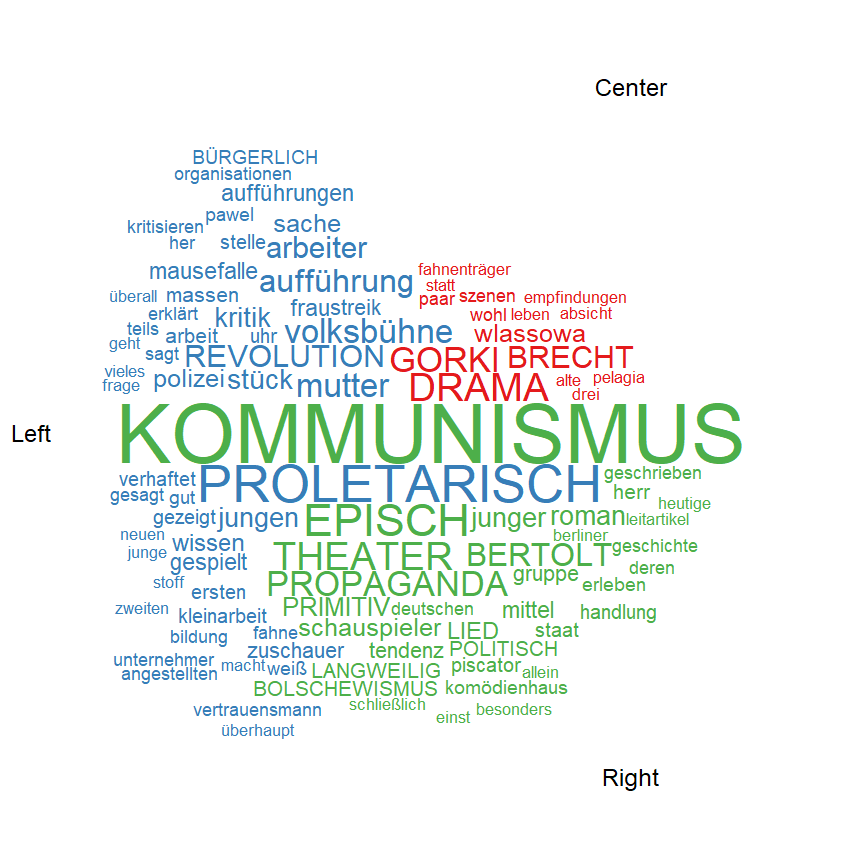 Center
BÜRGERLICH
organisationen
aufführungen
pawel
kritisieren sache
her stelle arbeiter
mausefalle aufführung fahnenträger
statt
überall massen fraustreik paar szenen empfindungen
erklärt kritik wohl leben absicht
teils arbeit uhr volksbühne wlassowa
geht sagt REVOLUTION GORKI BRECHT
vieles polizei stück mutter DRAMA alte pelagia
frage drei
Left KOMMUNISMUS
verhaftet PROLETARISCH geschrieben
gesagt gut herr heutige
gezeigt jungen EPISCH junger roman leitartikel
neuen wissen berliner
junge gespielt THEATER BERTOLT geschichte
stoff ersten PROPAGANDA gruppe deren
erleben
zweiten kleinarbeit PRIMITIV deutschen mittel handlung
bildung fahne schauspieler LIED staat
zuschauer tendenz POLITISCH
unternehmer macht weiß LANGWEILIG piscator allein
angestellten BOLSCHEWISMUS komödienhaus
vertrauensmann schließlich einst besonders
überhaupt
Right